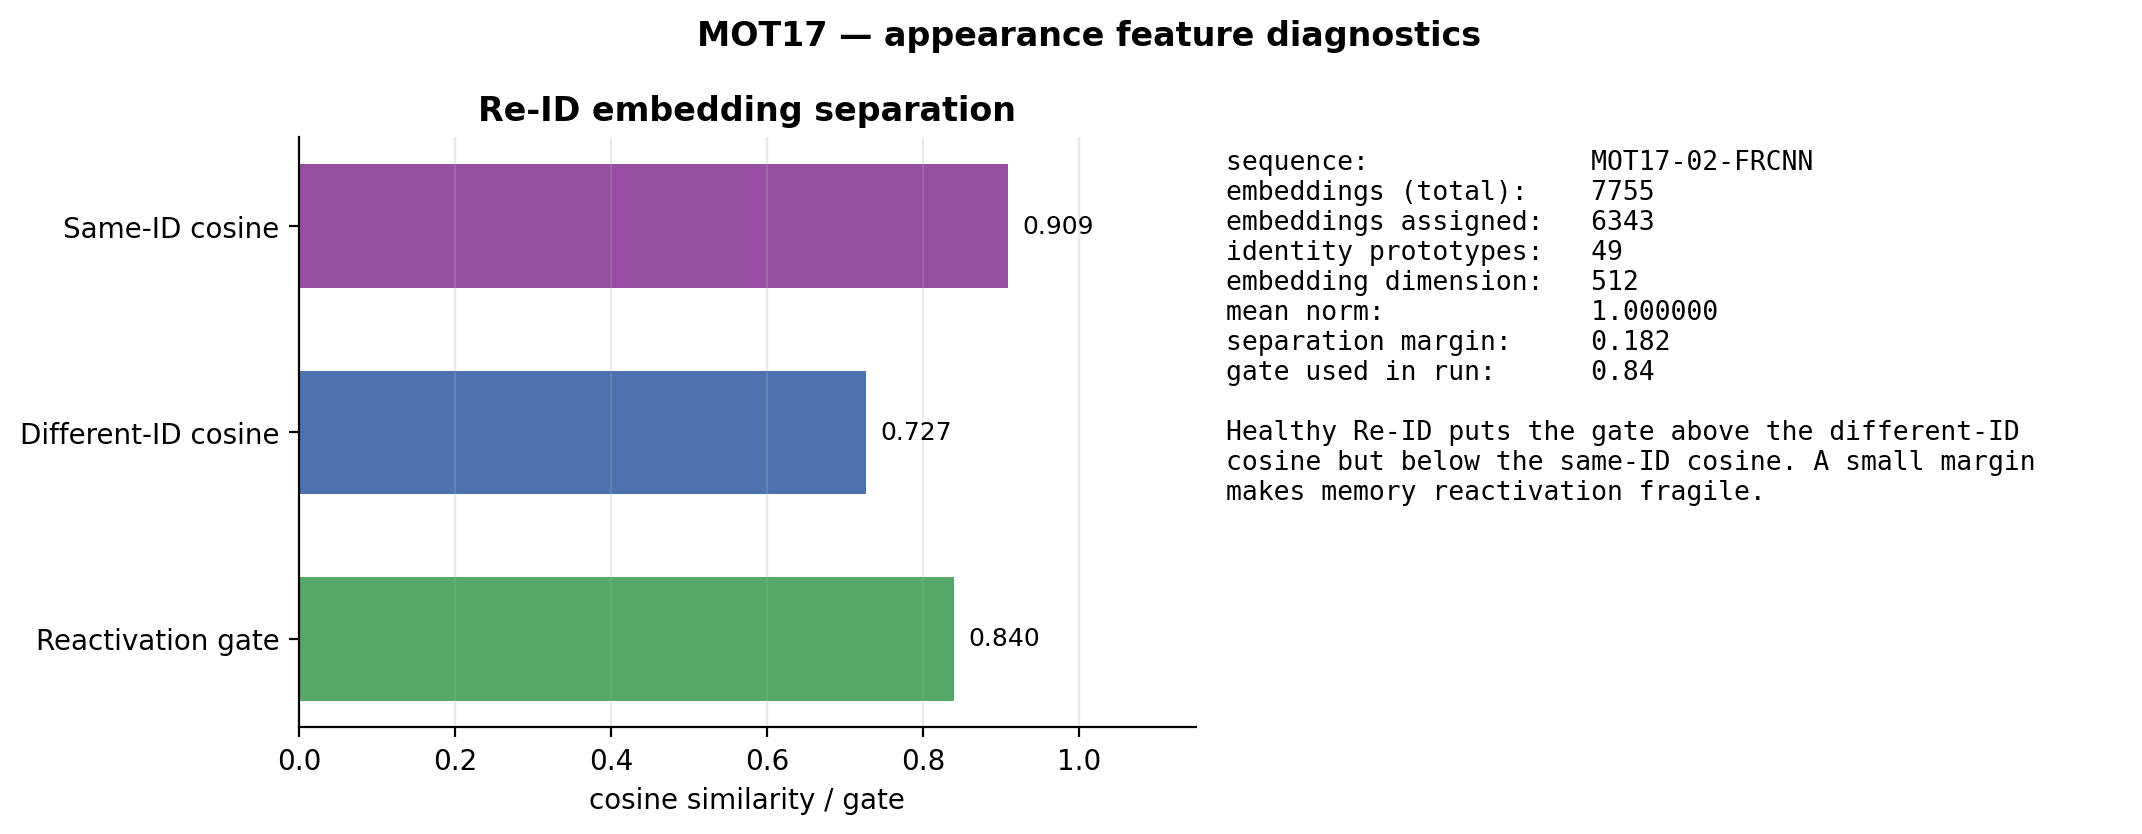 MOT17 — appearance feature diagnostics
Re-ID embedding separation
Same-ID cosine
0.909
Different-ID cosine
0.727
Reactivation gate
0.840
0.0 0.2 0.4 0.6 0.8 1.0
cosine similarity / gate
sequence: MOT17-02-FRCNN
embeddings (total): 7755
embeddings assigned: 6343
identity prototypes: 49
embedding dimension: 512
mean norm: 1.000000
separation margin: 0.182
gate used in run: 0.84
Healthy Re-ID puts the gate above the different-ID
cosine but below the same-ID cosine. A small margin
makes memory reactivation fragile.